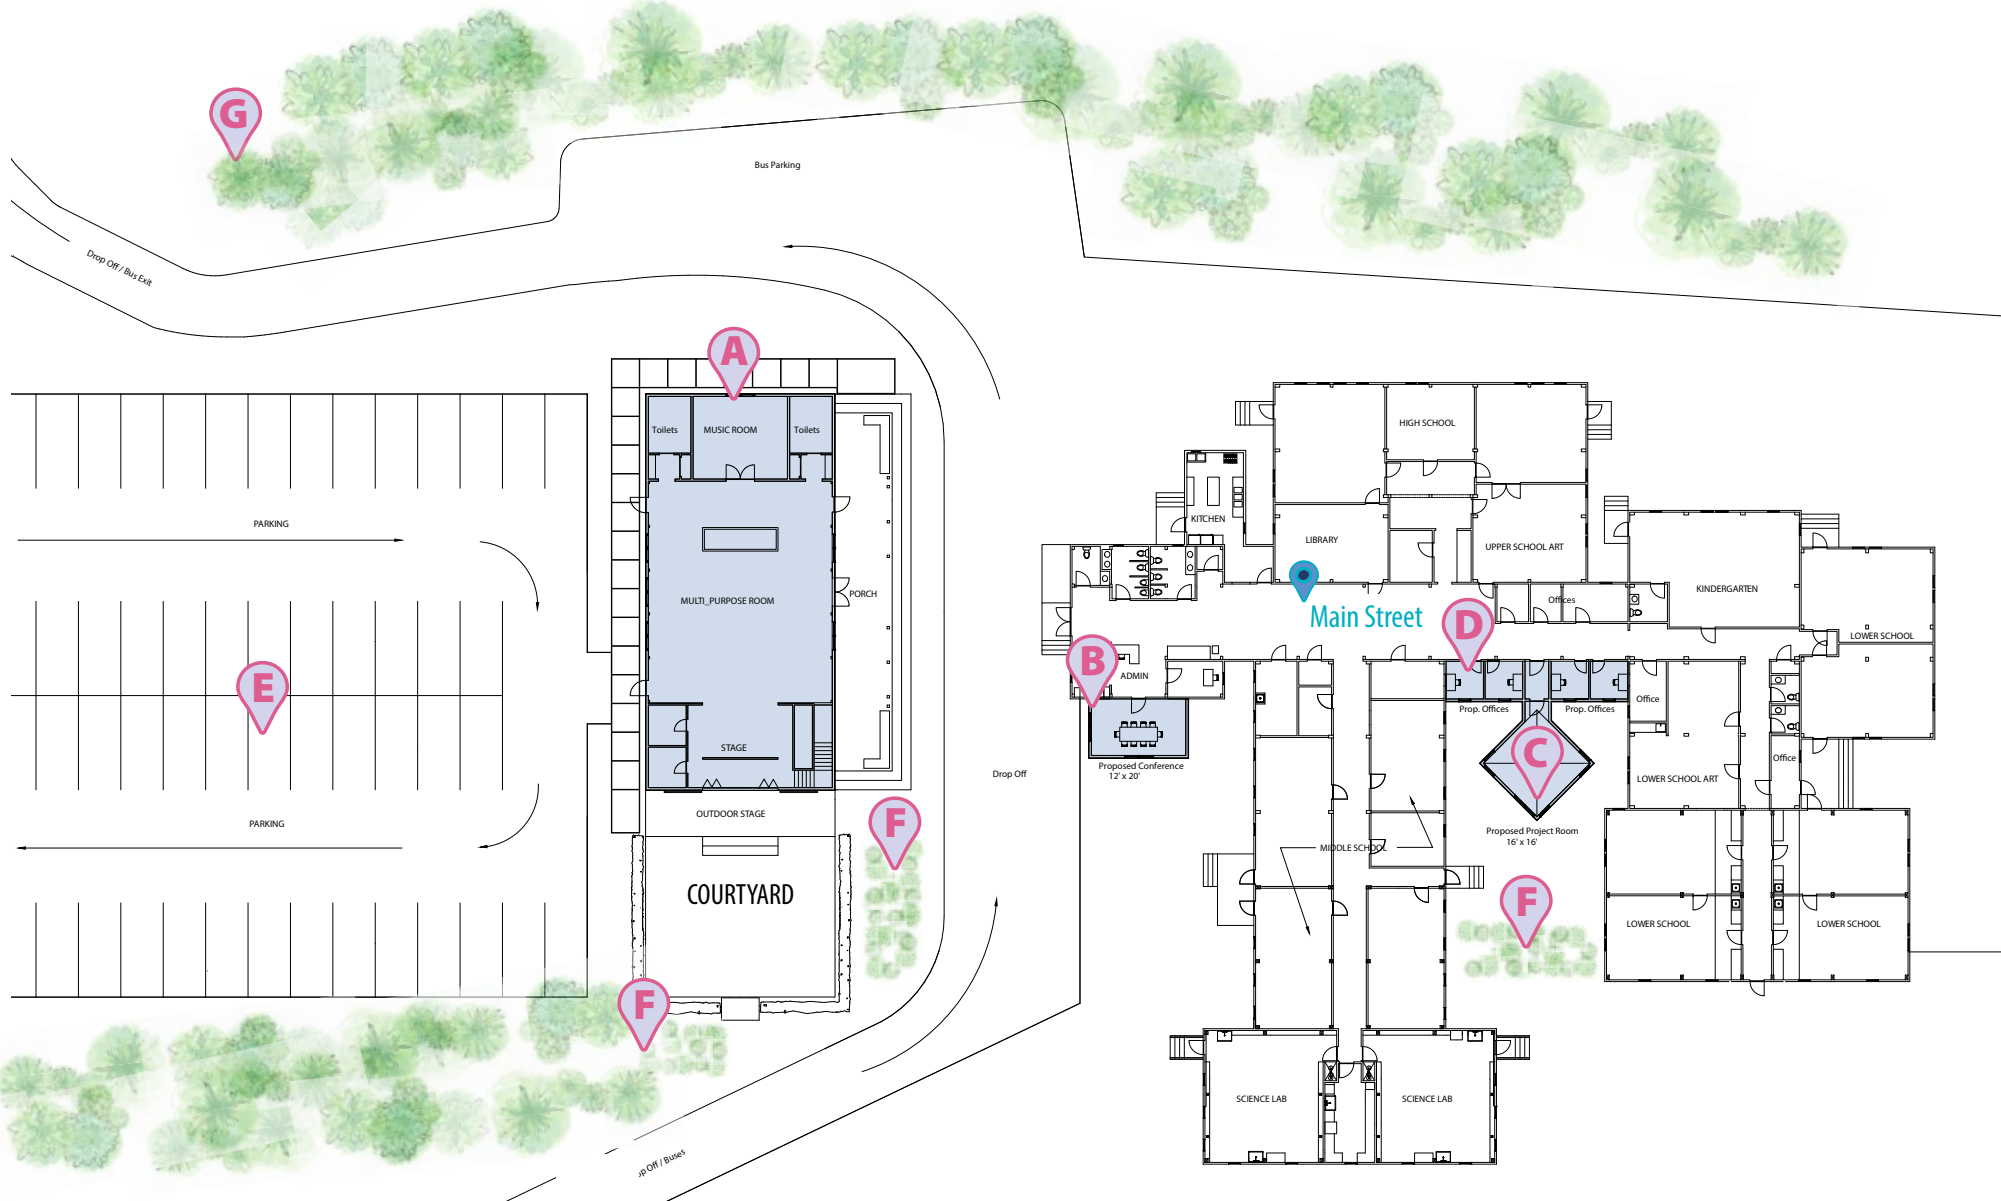 G
Bus Parking
Drop Off / Bus Exit
A
Toilets
MUSIC ROOM
Toilets
HIGH SCHOOL
PARKING
KITCHEN
LIBRARY
UPPER SCHOOL ART
MULTI_PURPOSE ROOM
PORCH
Main Street
Offices
KINDERGARTEN
LOWER SCHOOL
D
B
ADMIN
E
Prop. Offices
Prop. Offices
Office
STAGE
C
Office
Proposed Conference
12' x 20'
Drop Off
LOWER SCHOOL ART
OUTDOOR STAGE
PARKING
F
Proposed Project Room
16' x 16'
MIDDLE SCHOOL
COURTYARD
F
LOWER SCHOOL
LOWER SCHOOL
F
SCIENCE LAB
SCIENCE LAB
Off / Buses